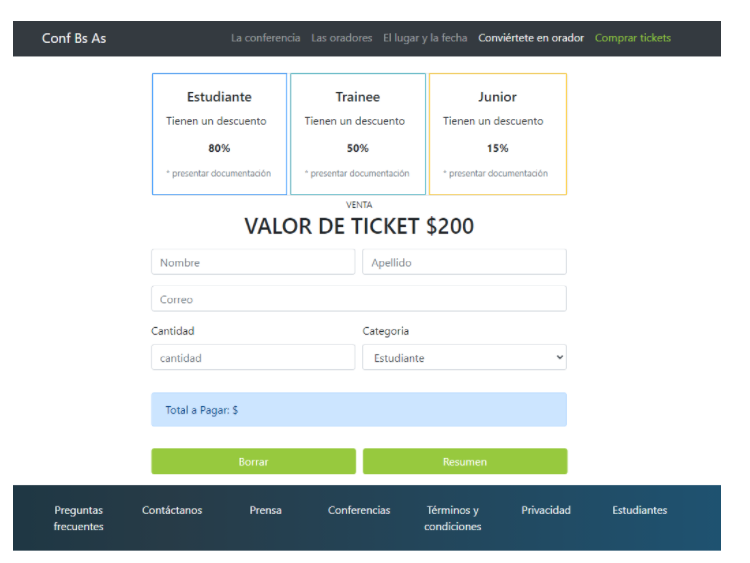 Conf Bs As La conferencia Las oradores El lugar y la fecha Conviértete en orador Comprar tickets
Estudiante
Tienen un descuento
80%
* presentar documentación
Trainee
Tienen un descuento
50%
* presentar documentación
Junior
Tienen un descuento
15%
* presentar documentación
VENTA
VALOR DE TICKET $200
Nombre Apellido
Correo
Cantidad Categoria
cantidad Estudiante
Total a Pagar: $
Borrar Resumen
Preguntas frecuentes
Contáctanos
Prensa
Conferencias
Términos y condiciones
Privacidad
Estudiantes